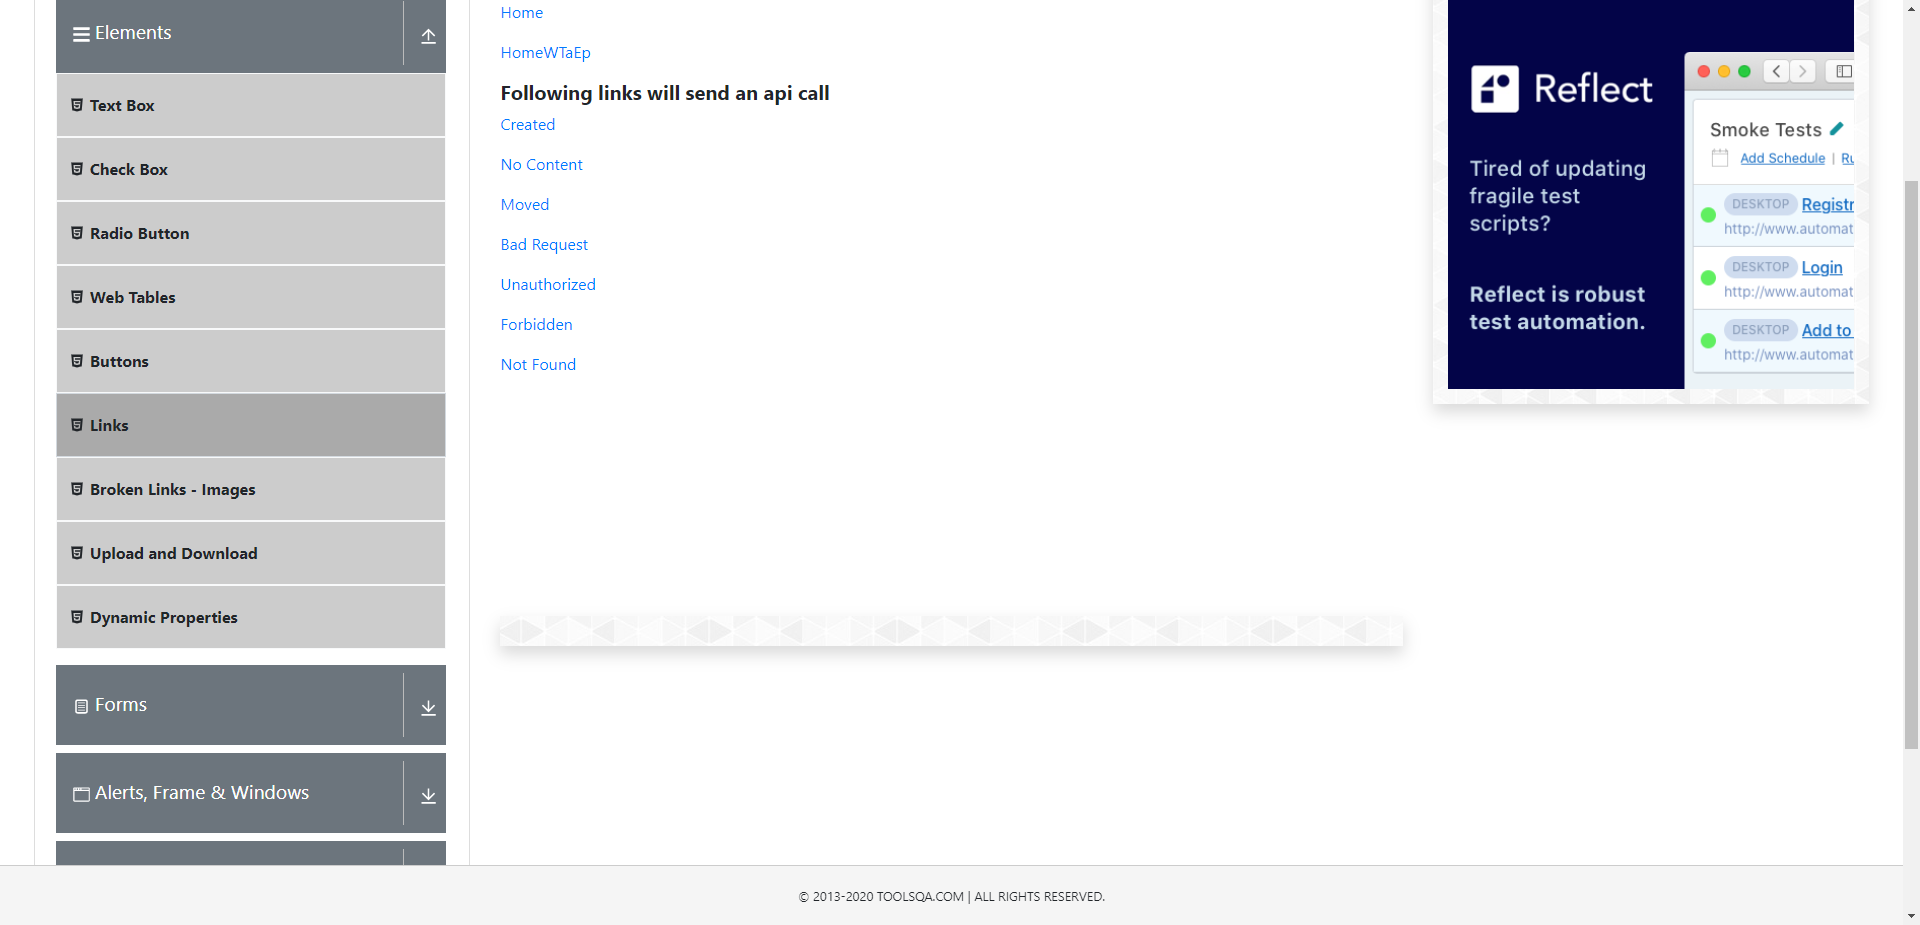 Elements
Text Box
Check Box
Radio Button
Web Tables
Buttons
Links
Broken Links - Images
Upload and Download
Dynamic Properties
Forms
Alerts, Frame & Windows
Home
HomeWTaEp
Following links will send an api call
Created
No Content
Moved
Bad Request
Unauthorized
Forbidden
Not Found
Reflect
Tired of updating
fragile test
scripts?
Reflect is robust
test automation.
Smoke Tests
Add Schedule | Ru
DESKTOP Registr
http://www.automat
DESKTOP Login
http://www.automat
DESKTOP Add to
http://www.automat
© 2013-2020 TOOLSQA.COM | ALL RIGHTS RESERVED.